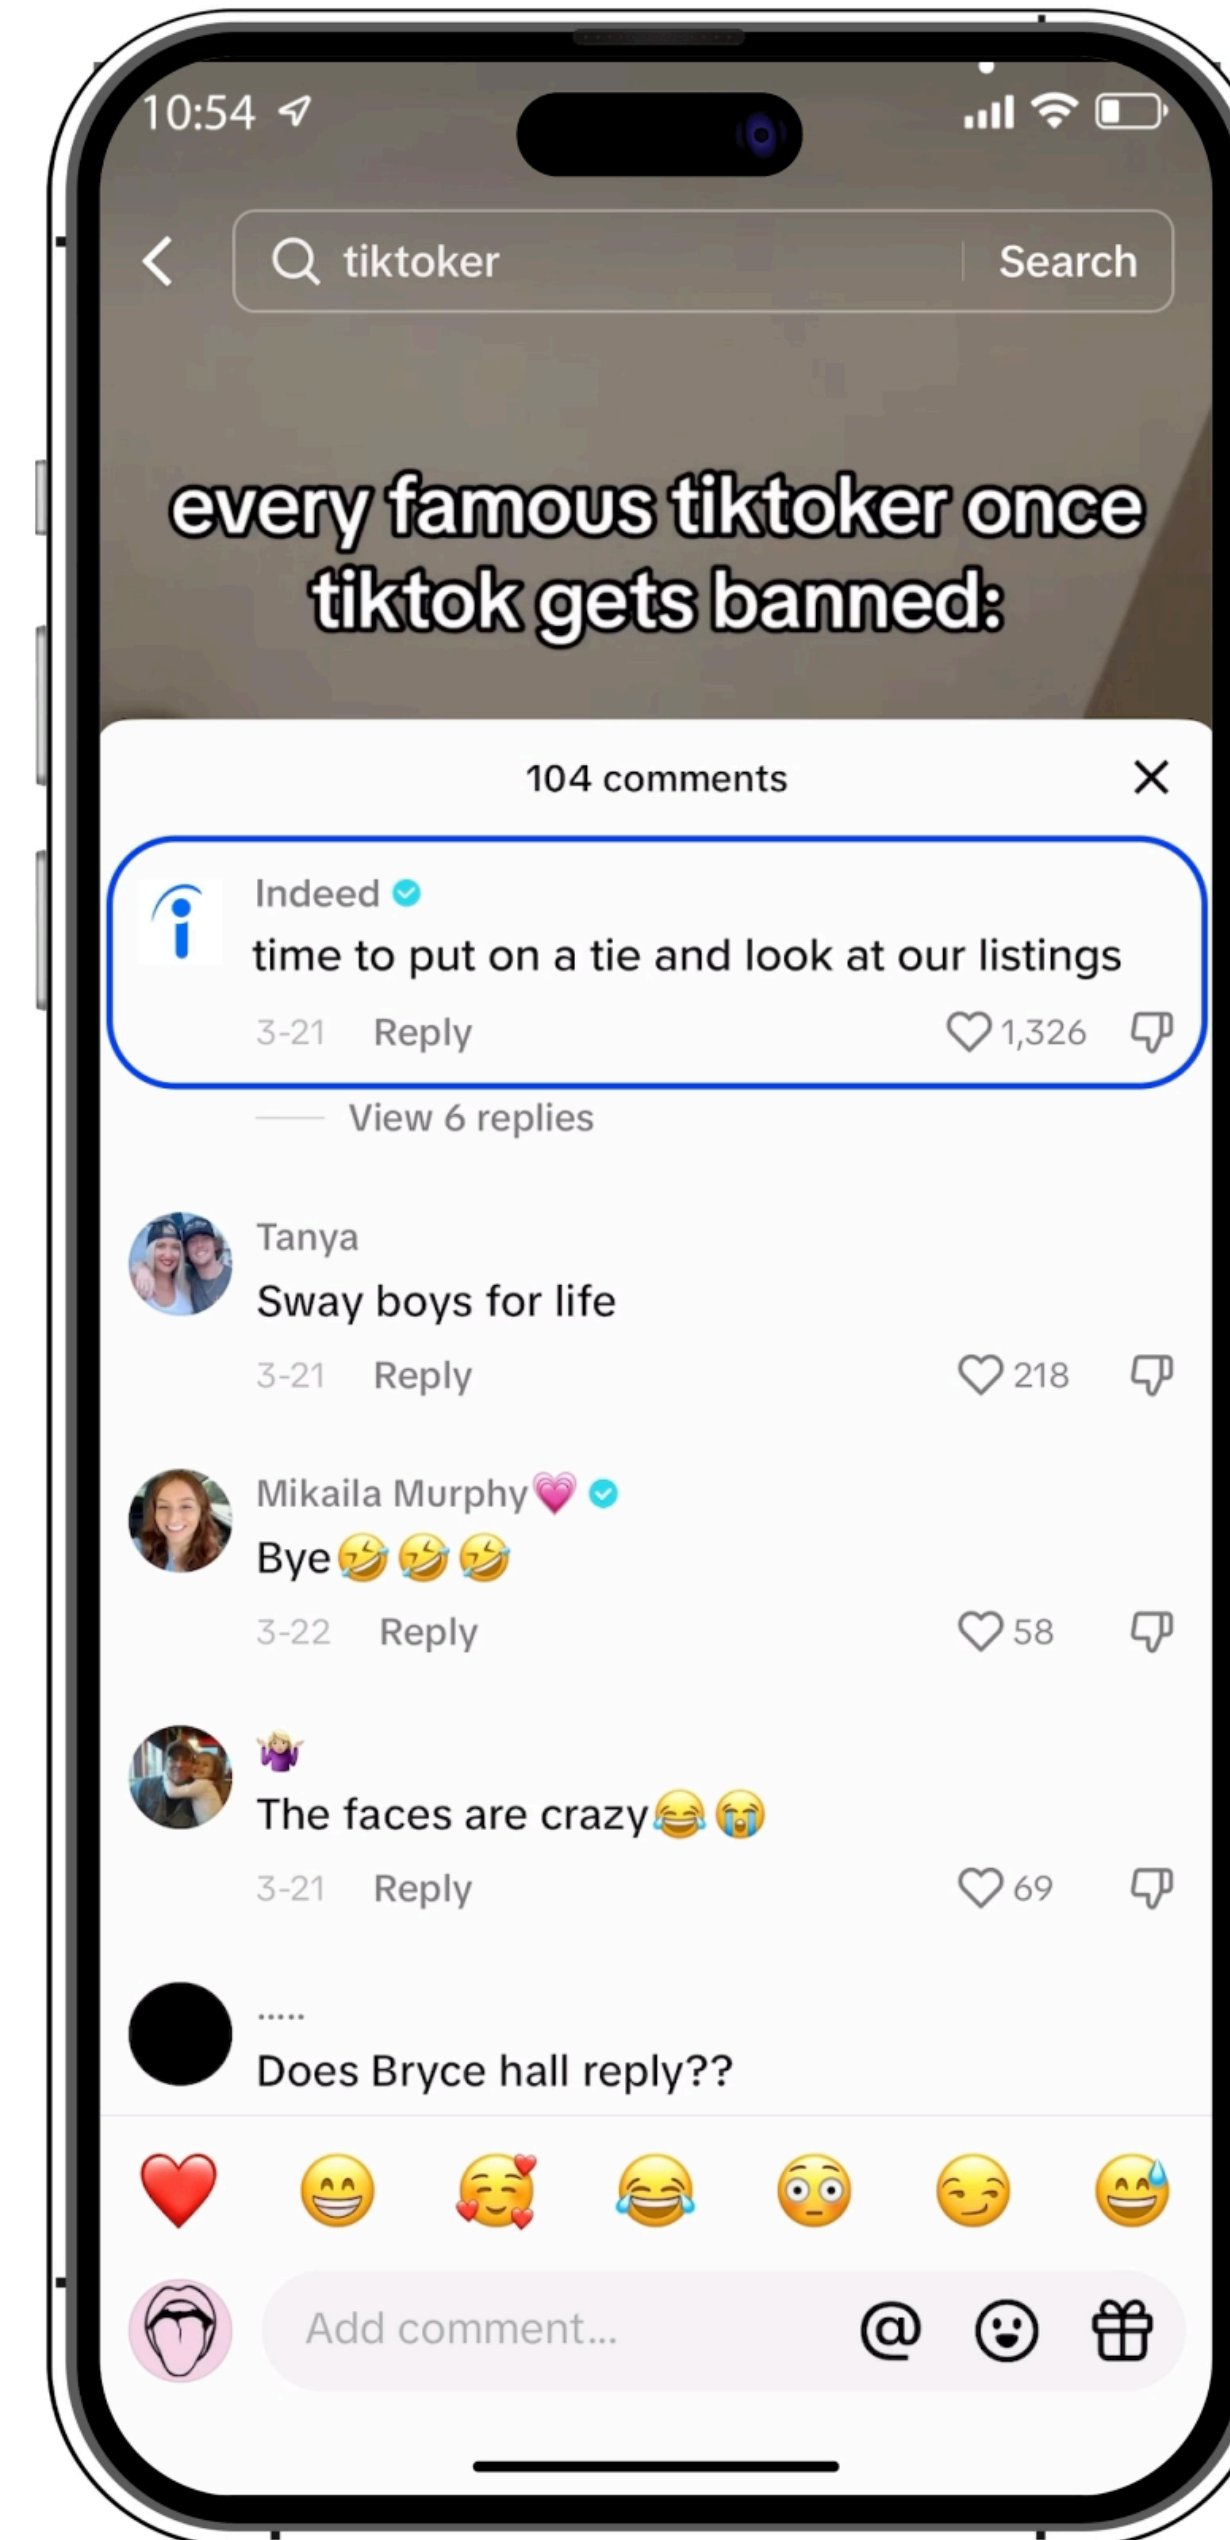 10:54
tiktoker
Search
every famous tiktoker once
tiktok gets banned:
104 comments
Indeed
time to put on a tie and look at our listings
3-21 Reply 1,326
View 6 replies
Tanya
Sway boys for life
3-21 Reply 218
Mikaila Murphy💗
Bye🤣🤣🤣
3-22 Reply 58
🤷🏼‍♀️
The faces are crazy😂😭
3-21 Reply 69
.....
Does Bryce hall reply??
❤️ 😁 🥰 😂 😳 😏 😅
Add comment... @